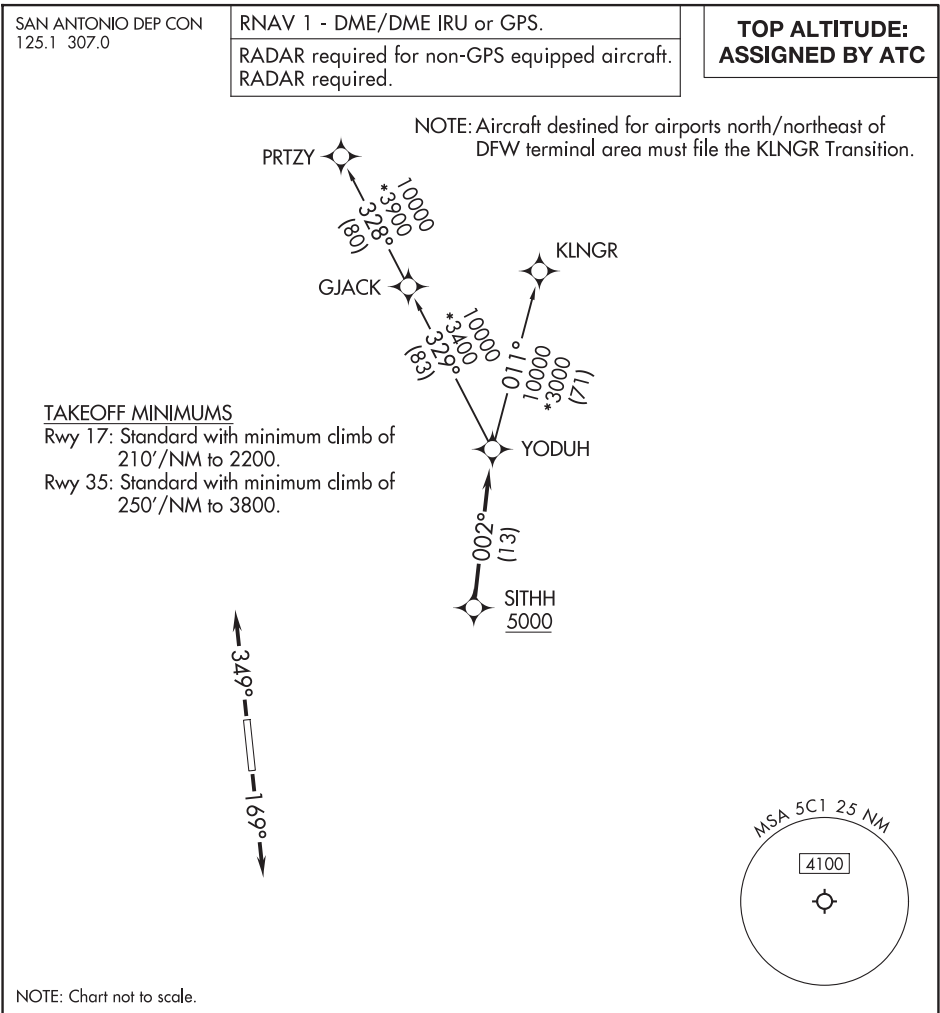 SAN ANTONIO DEP CON
125.1 307.0
RNAV 1 - DME/DME IRU or GPS.
RADAR required for non-GPS equipped aircraft.
RADAR required.
TOP ALTITUDE:
ASSIGNED BY ATC
NOTE: Aircraft destined for airports north/northeast of
DFW terminal area must file the KLNGR Transition.
PRTZY
10000
*3900
328°
(80)
KLNGR
GJACK
10000
*3400
329°
(83)
011°
10000
*3000
(71)
TAKEOFF MINIMUMS
Rwy 17: Standard with minimum climb of
210'/NM to 2200.
Rwy 35: Standard with minimum climb of
250'/NM to 3800.
YODUH
002°
(13)
SITHH
5000
349°
169°
MSA 5C1 25 NM
4100
NOTE: Chart not to scale.